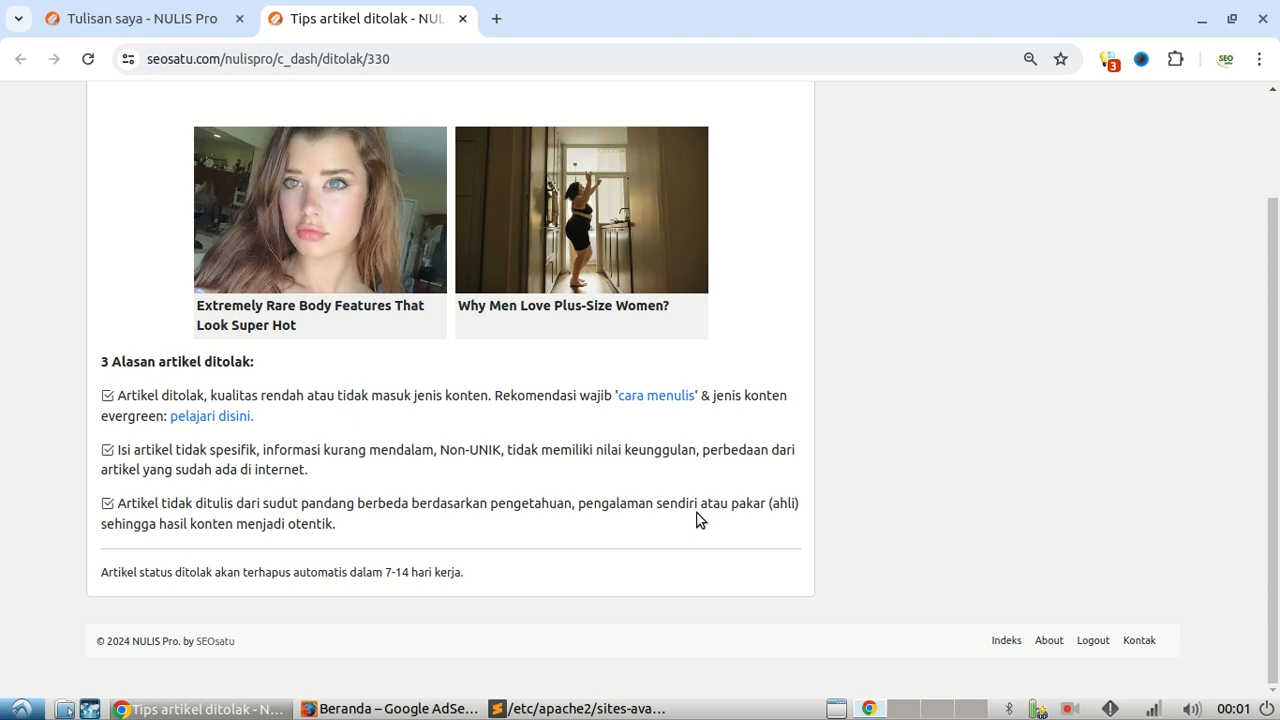 Tulisan saya - NULIS Pro
Tips artikel ditolak - NUL
seosatu.com/nulispro/c_dash/ditolak/330
3
SEO
Extremely Rare Body Features That
Look Super Hot
Why Men Love Plus-Size Women?
3 Alasan artikel ditolak:
Artikel ditolak, kualitas rendah atau tidak masuk jenis konten. Rekomendasi wajib 'cara menulis' & jenis konten
evergreen: pelajari disini.
Isi artikel tidak spesifik, informasi kurang mendalam, Non-UNIK, tidak memiliki nilai keunggulan, perbedaan dari
artikel yang sudah ada di internet.
Artikel tidak ditulis dari sudut pandang berbeda berdasarkan pengetahuan, pengalaman sendiri atau pakar (ahli)
sehingga hasil konten menjadi otentik.
Artikel status ditolak akan terhapus automatis dalam 7-14 hari kerja.
© 2024 NULIS Pro. by SEOsatu
Indeks About Logout Kontak
Tips artikel ditolak - N...
Beranda – Google AdSe...
/etc/apache2/sites-ava...
00:01